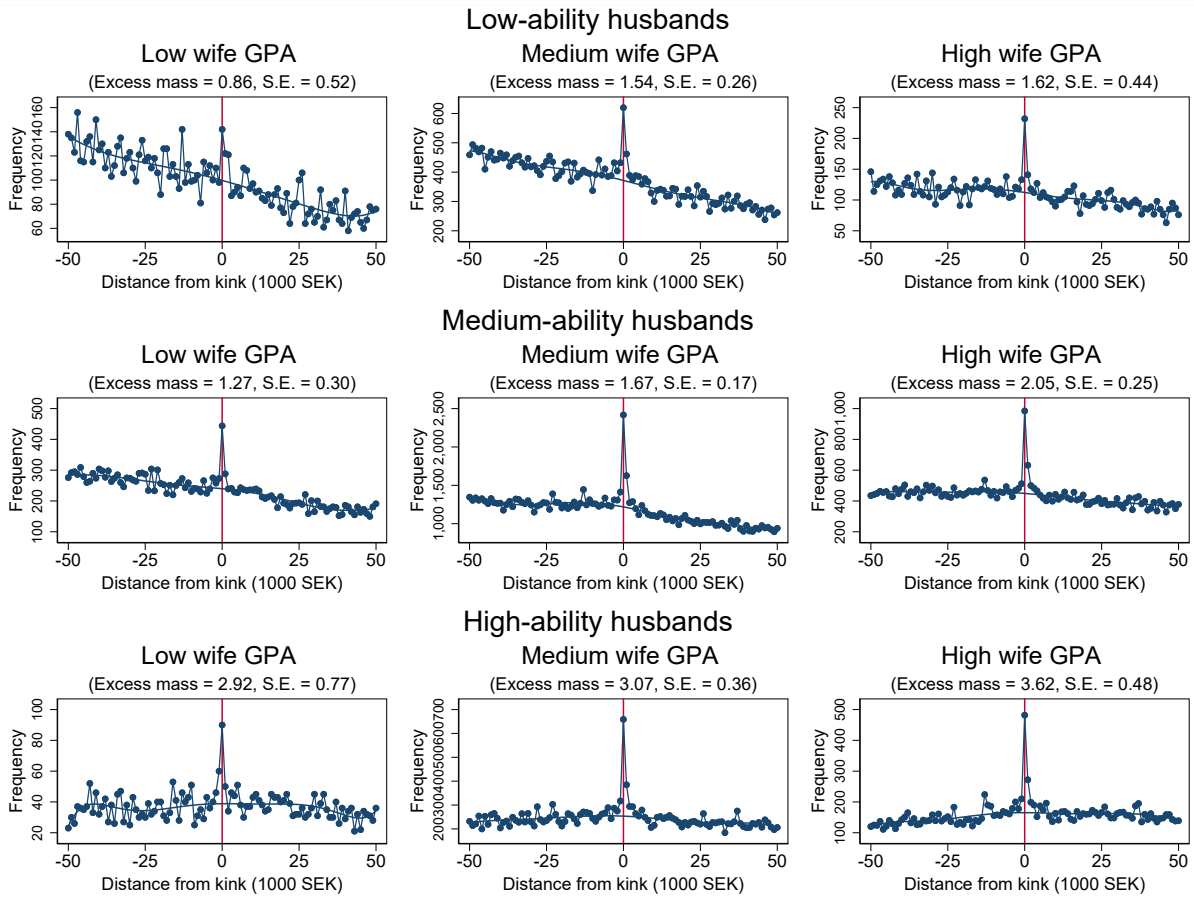 Low-ability husbands
Low wife GPA
(Excess mass = 0.86, S.E. = 0.52)
Frequency
60 80 100 120 140 160
-50 -25 0 25 50
Distance from kink (1000 SEK)
Medium wife GPA
(Excess mass = 1.54, S.E. = 0.26)
Frequency
200 300 400 500 600
-50 -25 0 25 50
Distance from kink (1000 SEK)
High wife GPA
(Excess mass = 1.62, S.E. = 0.44)
Frequency
50 100 150 200 250
-50 -25 0 25 50
Distance from kink (1000 SEK)
Medium-ability husbands
Low wife GPA
(Excess mass = 1.27, S.E. = 0.30)
Frequency
100 200 300 400 500
-50 -25 0 25 50
Distance from kink (1000 SEK)
Medium wife GPA
(Excess mass = 1.67, S.E. = 0.17)
Frequency
1,000 1,500 2,000 2,500
-50 -25 0 25 50
Distance from kink (1000 SEK)
High wife GPA
(Excess mass = 2.05, S.E. = 0.25)
Frequency
200 400 600 800 1,000
-50 -25 0 25 50
Distance from kink (1000 SEK)
High-ability husbands
Low wife GPA
(Excess mass = 2.92, S.E. = 0.77)
Frequency
20 40 60 80 100
-50 -25 0 25 50
Distance from kink (1000 SEK)
Medium wife GPA
(Excess mass = 3.07, S.E. = 0.36)
Frequency
200 300 400 500 600 700
-50 -25 0 25 50
Distance from kink (1000 SEK)
High wife GPA
(Excess mass = 3.62, S.E. = 0.48)
Frequency
100 200 300 400 500
-50 -25 0 25 50
Distance from kink (1000 SEK)